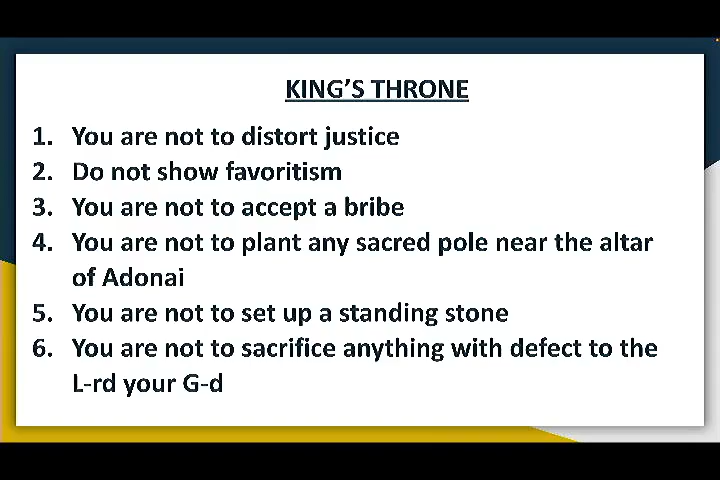 KING'S THRONE
1. You are not to distort justice
2. Do not show favoritism
3. You are not to accept a bribe
4. You are not to plant any sacred pole near the altar
of Adonai
5. You are not to set up a standing stone
6. You are not to sacrifice anything with defect to the
L-rd your G-d